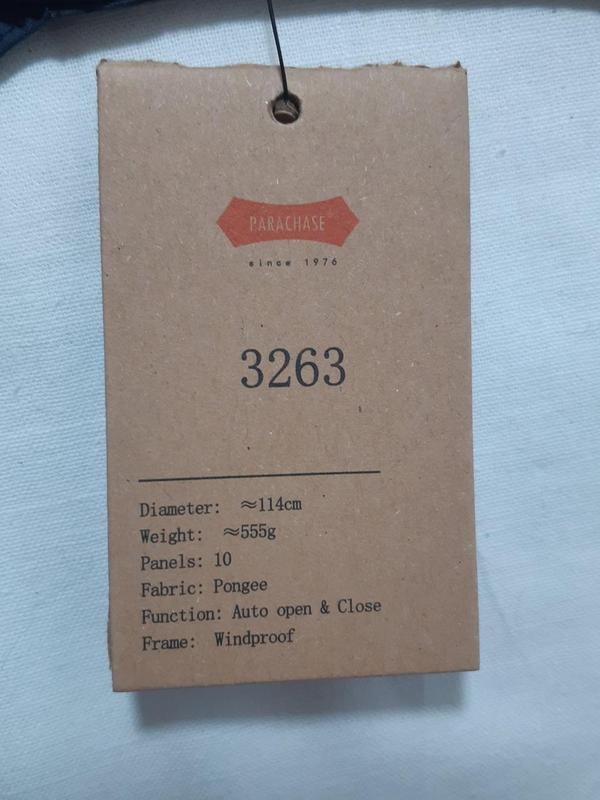 PARACHASE
since 1976
3263
Diameter: ≈114cm
Weight: ≈555g
Panels: 10
Fabric: Pongee
Function: Auto open & Close
Frame: Windproof